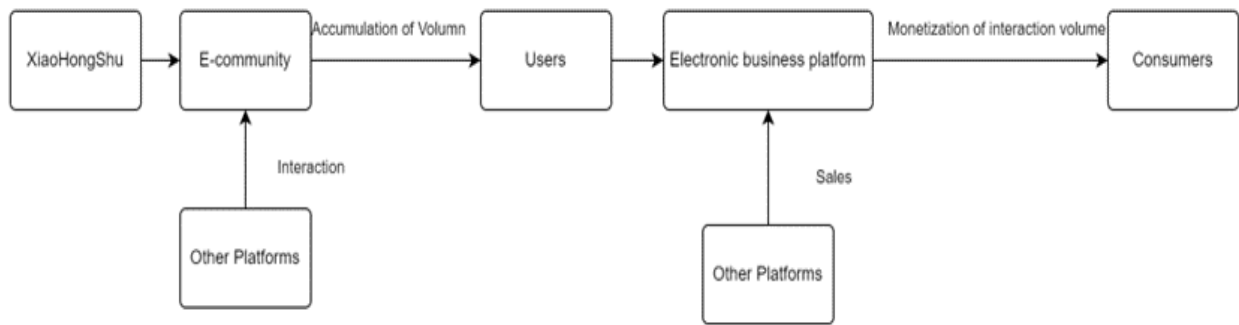 Accumulation of Volumn
Monetization of interaction volume
XiaoHongShu
E-community
Users
Electronic business platform
Consumers
Interaction
Sales
Other Platforms
Other Platforms